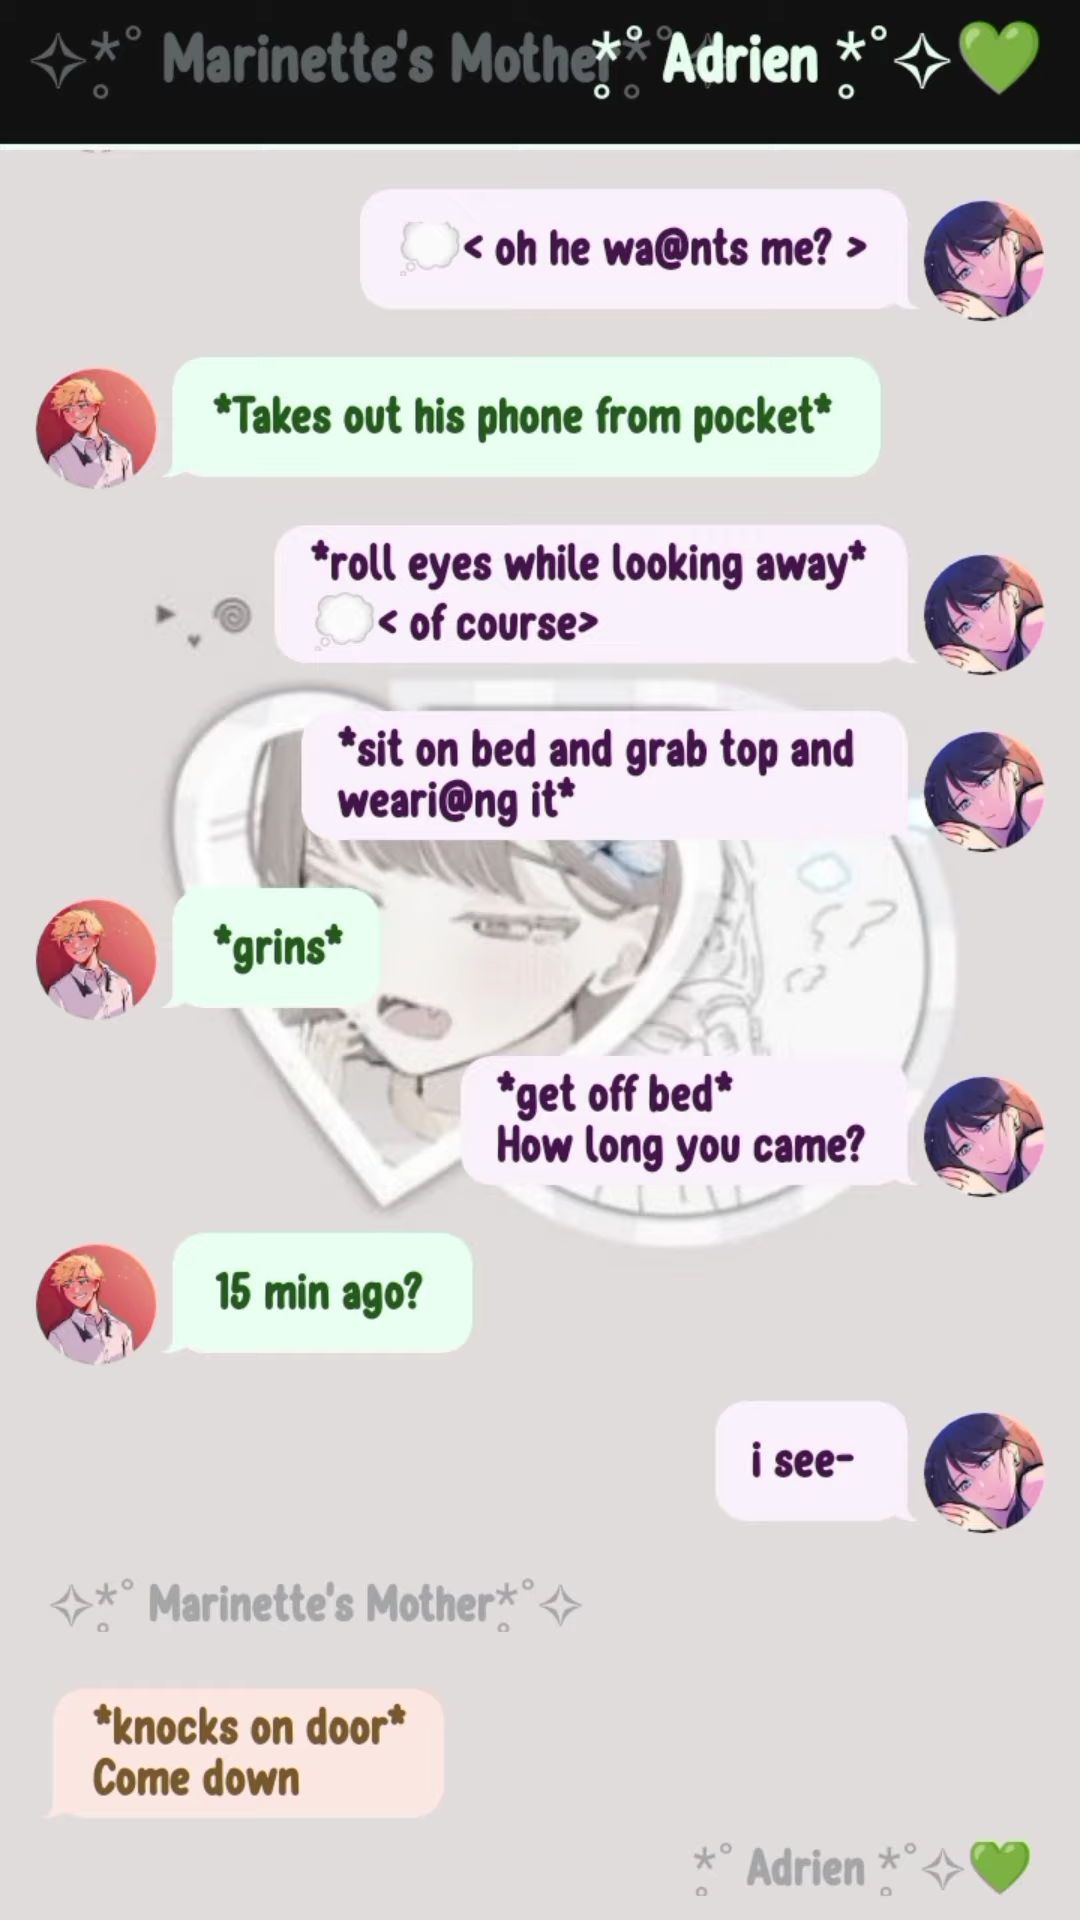 ✧*̥˚ Marinette's Mother*̥˚✧
*̥˚ Adrien *̥˚✧💚
💭< oh he wa@nts me? >
*Takes out his phone from pocket*
*roll eyes while looking away*
💭< of course>
*sit on bed and grab top and
weari@ng it*
*grins*
*get off bed*
How long you came?
15 min ago?
i see-
✧*̥˚ Marinette's Mother*̥˚✧
*knocks on door*
Come down
*̥˚ Adrien *̥˚✧💚